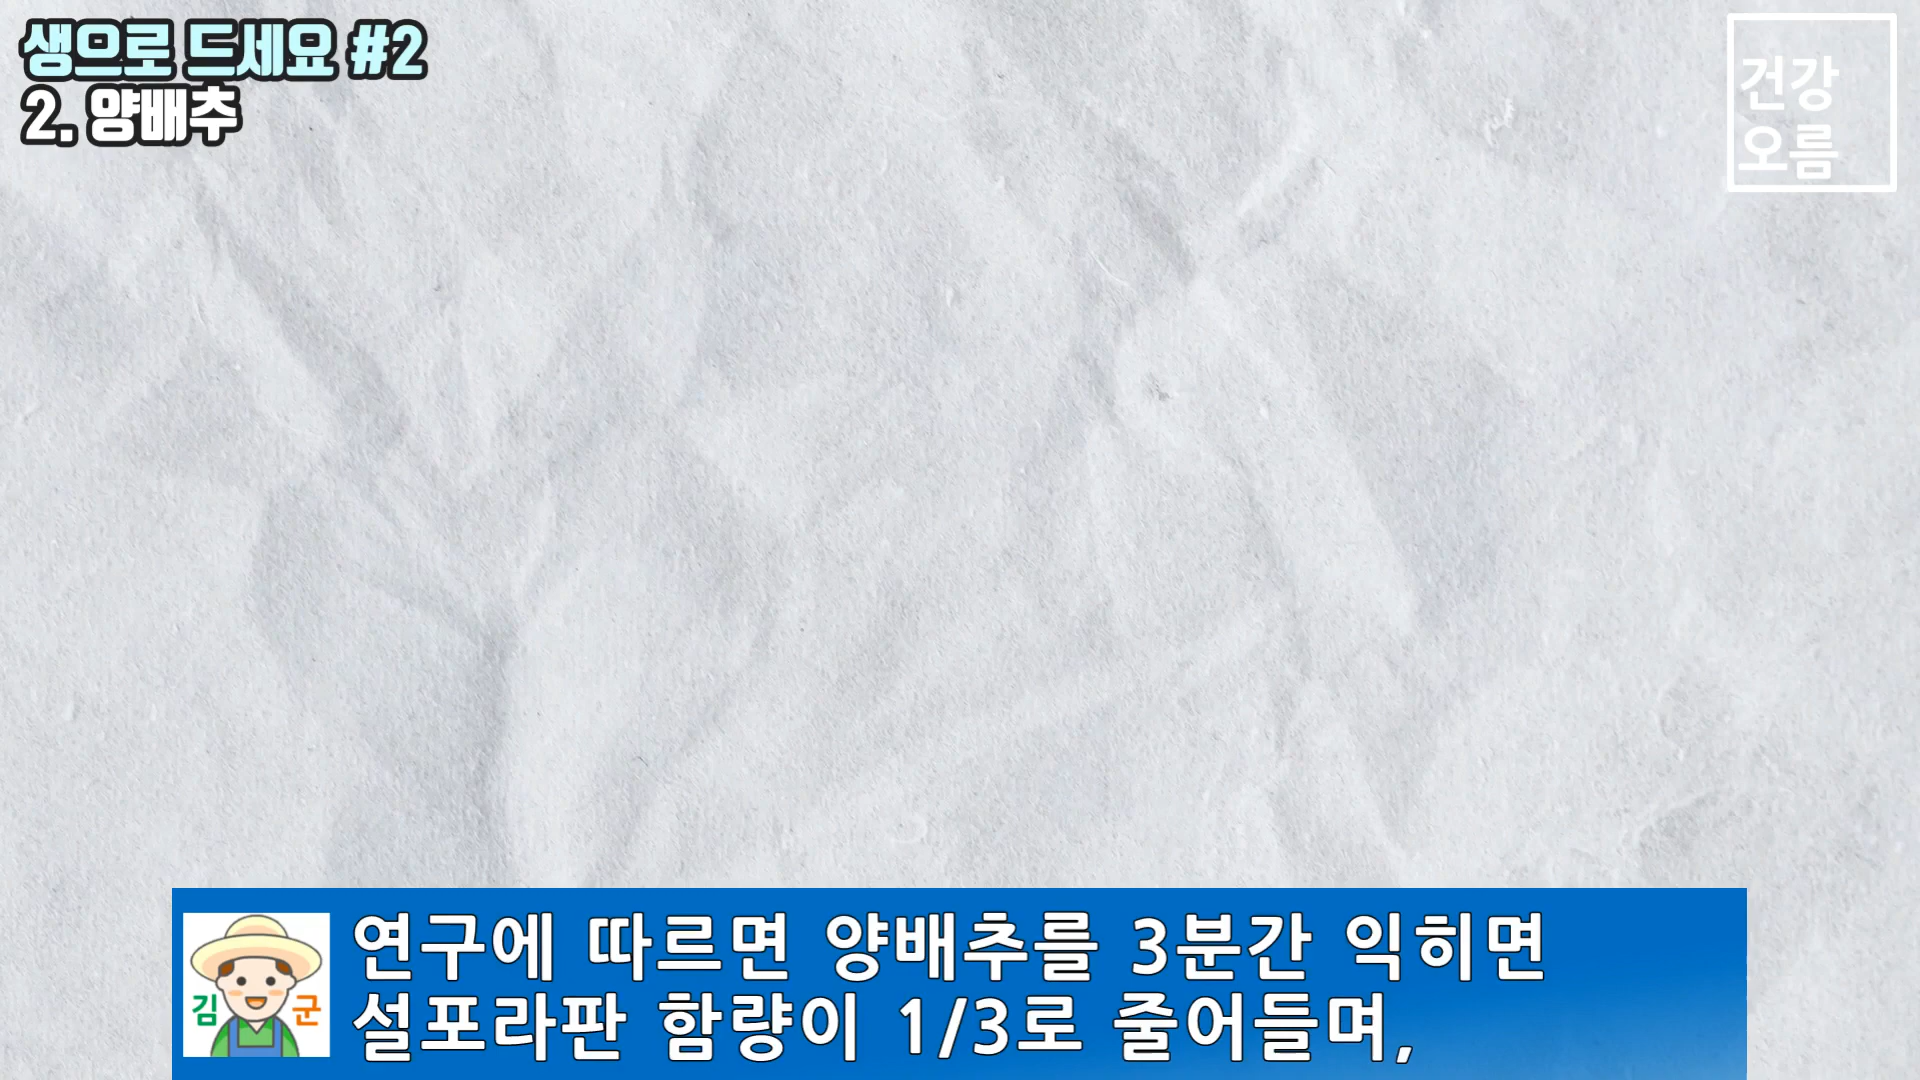 생으로 드세요 #2
2. 양배추
건강
오름
연구에 따르면 양배추를 3분간 익히면
설포라판 함량이 1/3로 줄어들며,
김 군